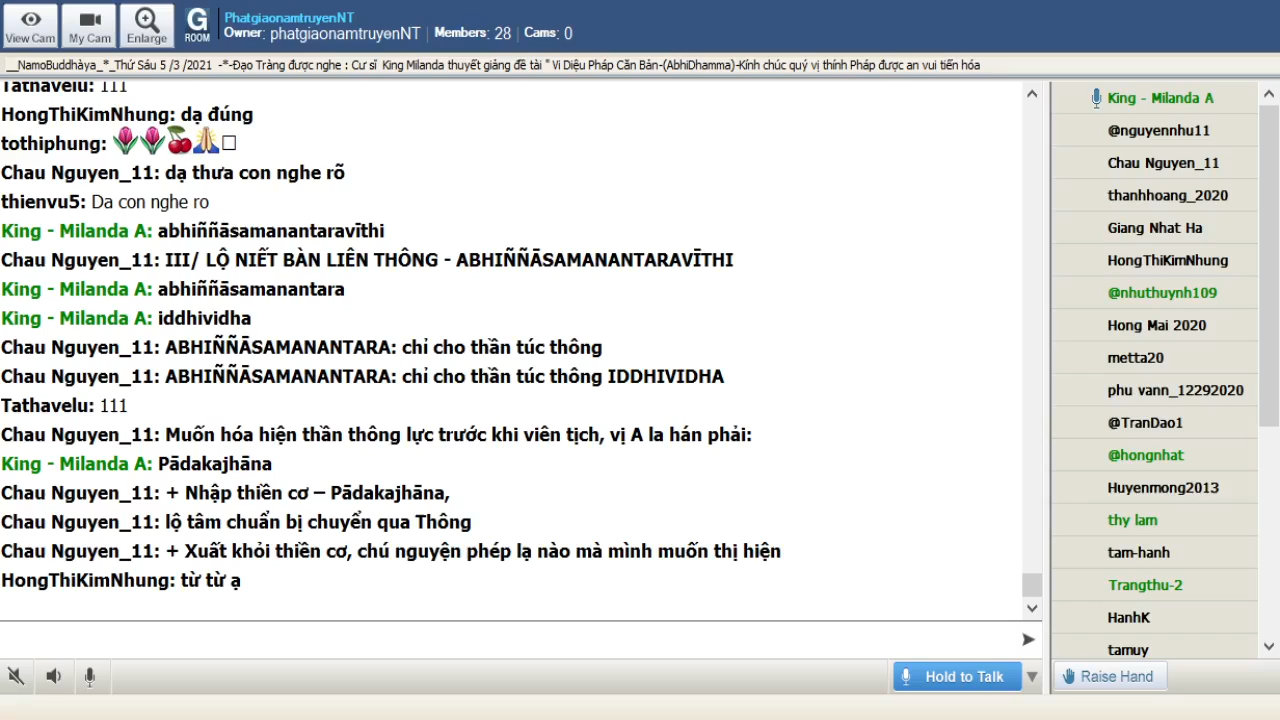 PhatgiaonamtruyenNT
Owner: phatgiaonamtruyenNT | Members: 28 | Cams: 0
View Cam
My Cam
Enlarge
G
ROOM
__NamoBuddhàya_*_Thứ Sáu 5 /3 /2021 -*-Đạo Tràng được nghe : Cư sĩ King Milanda thuyết giảng đề tài " Vi Diệu Pháp Căn Bản-(AbhiDhamma)-Kính chúc quý vị thính Pháp được an vui tiến hóa
Tathavelu: 111
HongThiKimNhung: dạ đúng
tothiphung:
Chau Nguyen_11: dạ thưa con nghe rõ
thienvu5: Da con nghe ro
King - Milanda A: abhiññāsamanantaravīthi
Chau Nguyen_11: III/ LỘ NIẾT BÀN LIÊN THÔNG - ABHIÑÑĀSAMANANTARAVĪTHI
King - Milanda A: abhiññāsamanantara
King - Milanda A: iddhividha
Chau Nguyen_11: ABHIÑÑĀSAMANANTARA: chỉ cho thần túc thông
Chau Nguyen_11: ABHIÑÑĀSAMANANTARA: chỉ cho thần túc thông IDDHIVIDHA
Tathavelu: 111
Chau Nguyen_11: Muốn hóa hiện thần thông lực trước khi viên tịch, vị A la hán phải:
King - Milanda A: Pādakajhāna
Chau Nguyen_11: + Nhập thiền cơ – Pādakajhāna,
Chau Nguyen_11: lộ tâm chuẩn bị chuyển qua Thông
Chau Nguyen_11: + Xuất khỏi thiền cơ, chú nguyện phép lạ nào mà mình muốn thị hiện
HongThiKimNhung: từ từ ạ
King - Milanda A
@nguyennhu11
Chau Nguyen_11
thanhhoang_2020
Giang Nhat Ha
HongThiKimNhung
@nhuthuynh109
Hong Mai 2020
metta20
phu vann_12292020
@TranDao1
@hongnhat
Huyenmong2013
thy lam
tam-hanh
Trangthu-2
HanhK
tamuy
Hold to Talk
Raise Hand